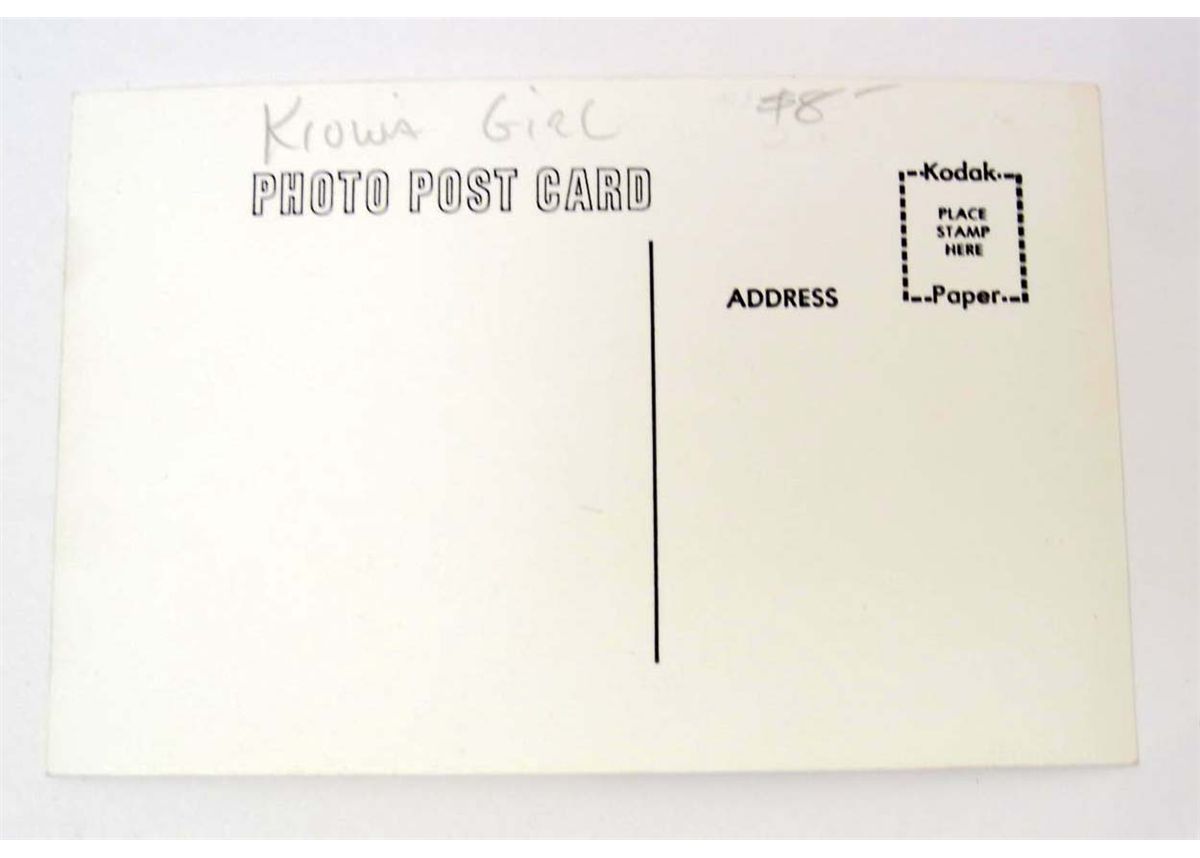 Kiowa Girl $8-
PHOTO POST CARD
Kodak
PLACE
STAMP
HERE
Paper
ADDRESS